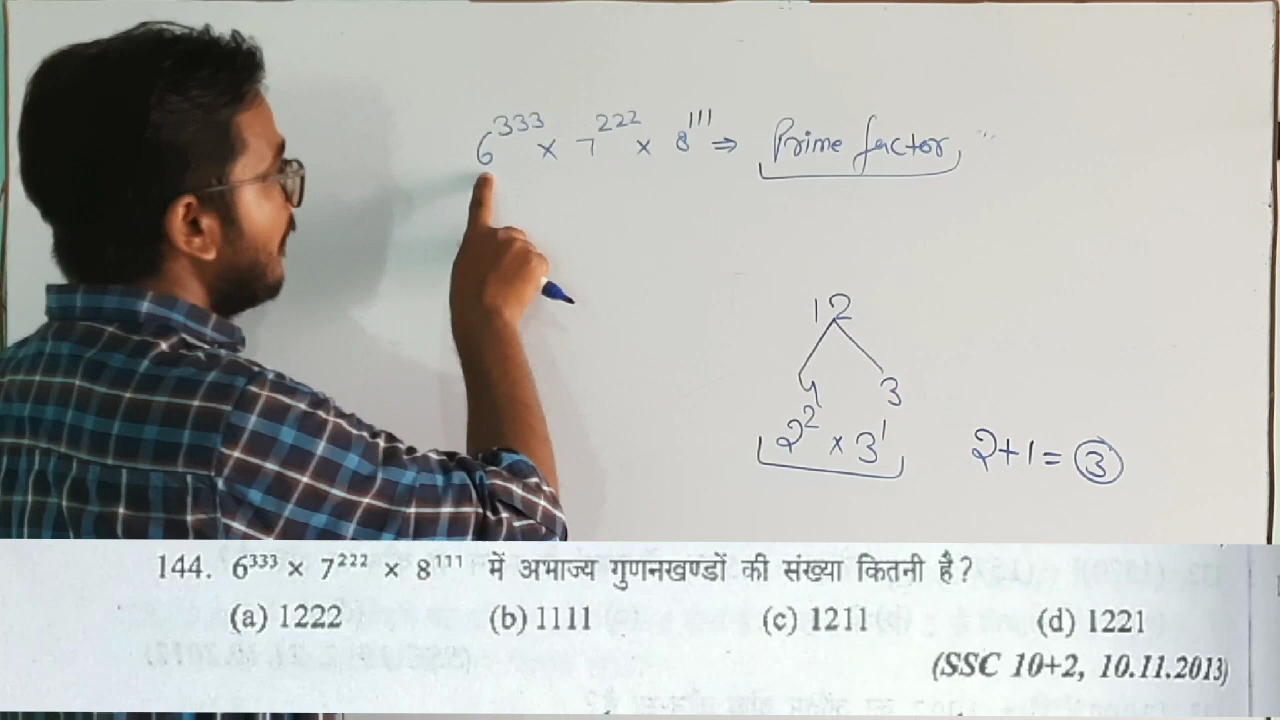 6³³³ × 7²²² × 8¹¹¹ ⇒ Prime factor
12
4 3
2² × 3¹ 2+1 = 3
144. 6³³³ × 7²²² × 8¹¹¹ में अभाज्य गुणनखण्डों की संख्या कितनी है?
(a) 1222 (b) 1111 (c) 1211 (d) 1221
(SSC 10+2, 10.11.2013)